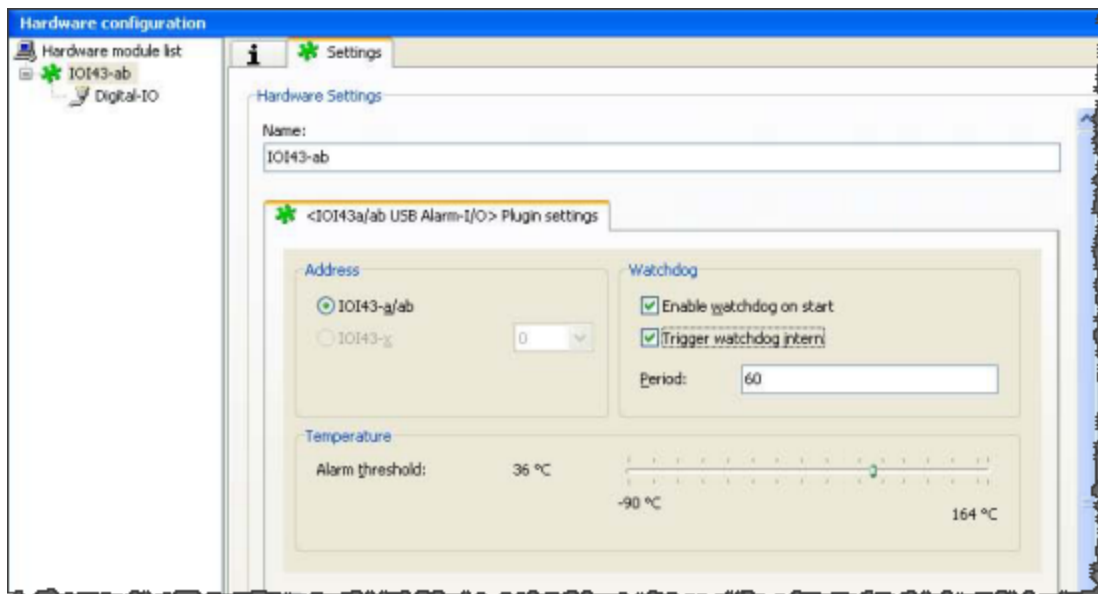 Hardware configuration
Hardware module list
IOI43-ab
Digital-IO
i
Settings
Hardware Settings
Name:
IOI43-ab
<IOI43a/ab USB Alarm-I/O> Plugin settings
Address
IOI43-a/ab
IOI43-x
0
Watchdog
Enable watchdog on start
Trigger watchdog intern
Period:
60
Temperature
Alarm threshold:
36 °C
-90 °C
164 °C